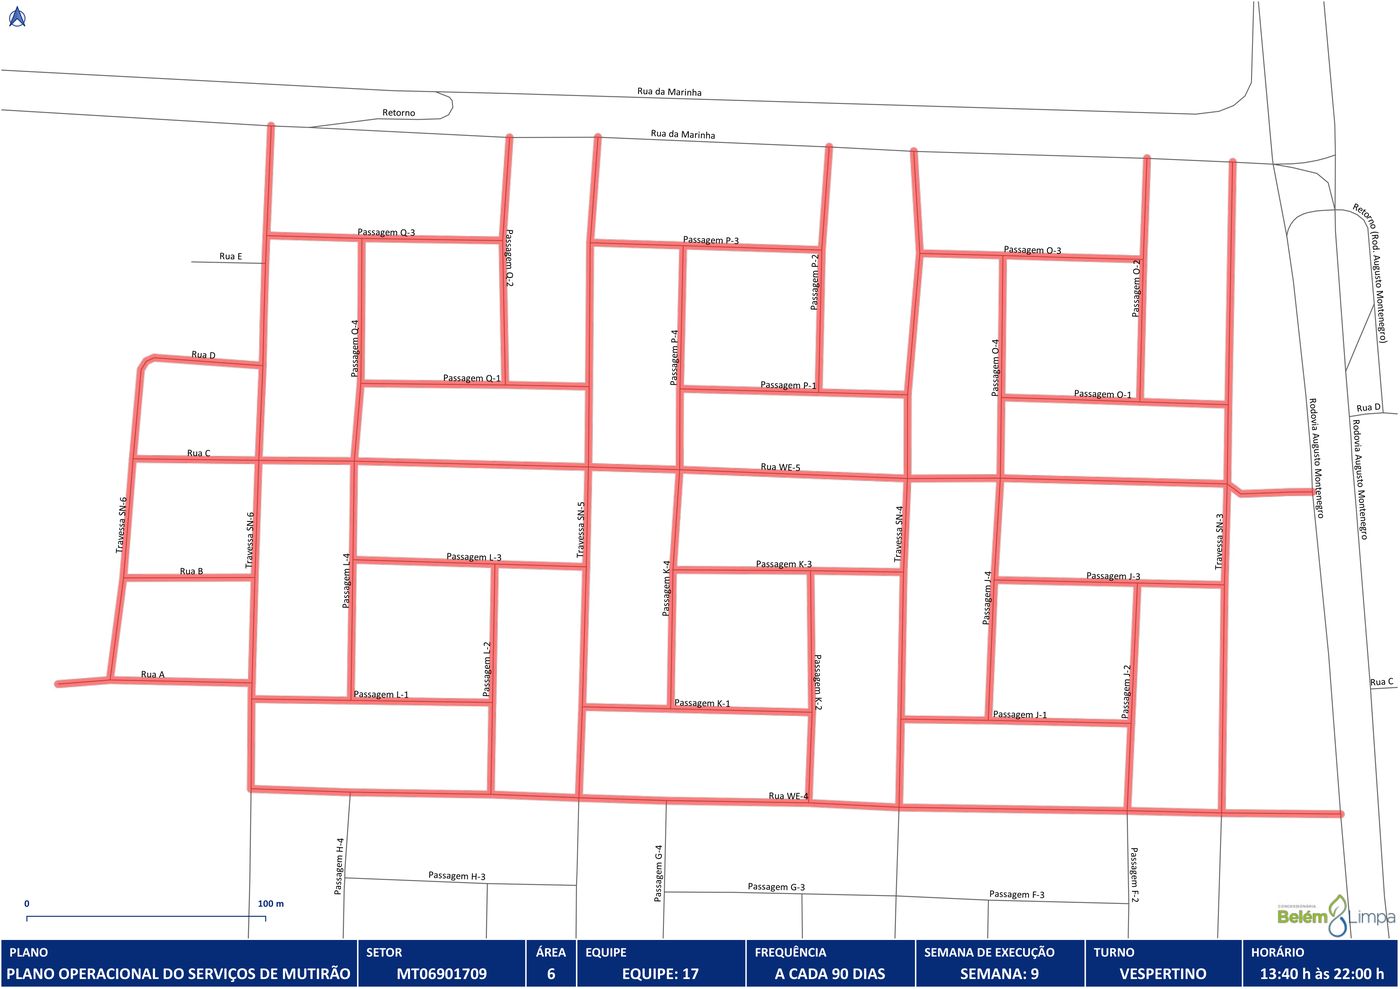 Rua da Marinha
Retorno
Rua da Marinha
Retorno (Rod. Augusto Montenegro)
Passagem Q-3
Passagem Q-2
Passagem P-3
Passagem P-2
Passagem O-3
Passagem O-2
Rua E
Rua D
Passagem Q-4
Passagem Q-1
Passagem P-4
Passagem P-1
Passagem O-4
Passagem O-1
Rua D
Rodovia Augusto Montenegro
Rodovia Augusto Montenegro
Rua C
Rua WE-5
Travessa SN-6
Travessa SN-6
Travessa SN-5
Travessa SN-4
Travessa SN-3
Rua B
Passagem L-4
Passagem L-3
Passagem K-4
Passagem K-3
Passagem J-4
Passagem J-3
Rua A
Passagem L-1
Passagem L-2
Passagem K-1
Passagem K-2
Passagem J-1
Passagem J-2
Rua C
Rua WE-4
Passagem H-4
Passagem H-3
Passagem G-4
Passagem G-3
Passagem F-3
Passagem F-2
0 100 m
CONCESSIONÁRIA
Belém Limpa
PLANO
PLANO OPERACIONAL DO SERVIÇOS DE MUTIRÃO
SETOR
MT06901709
ÁREA
6
EQUIPE
EQUIPE: 17
FREQUÊNCIA
A CADA 90 DIAS
SEMANA DE EXECUÇÃO
SEMANA: 9
TURNO
VESPERTINO
HORÁRIO
13:40 h às 22:00 h